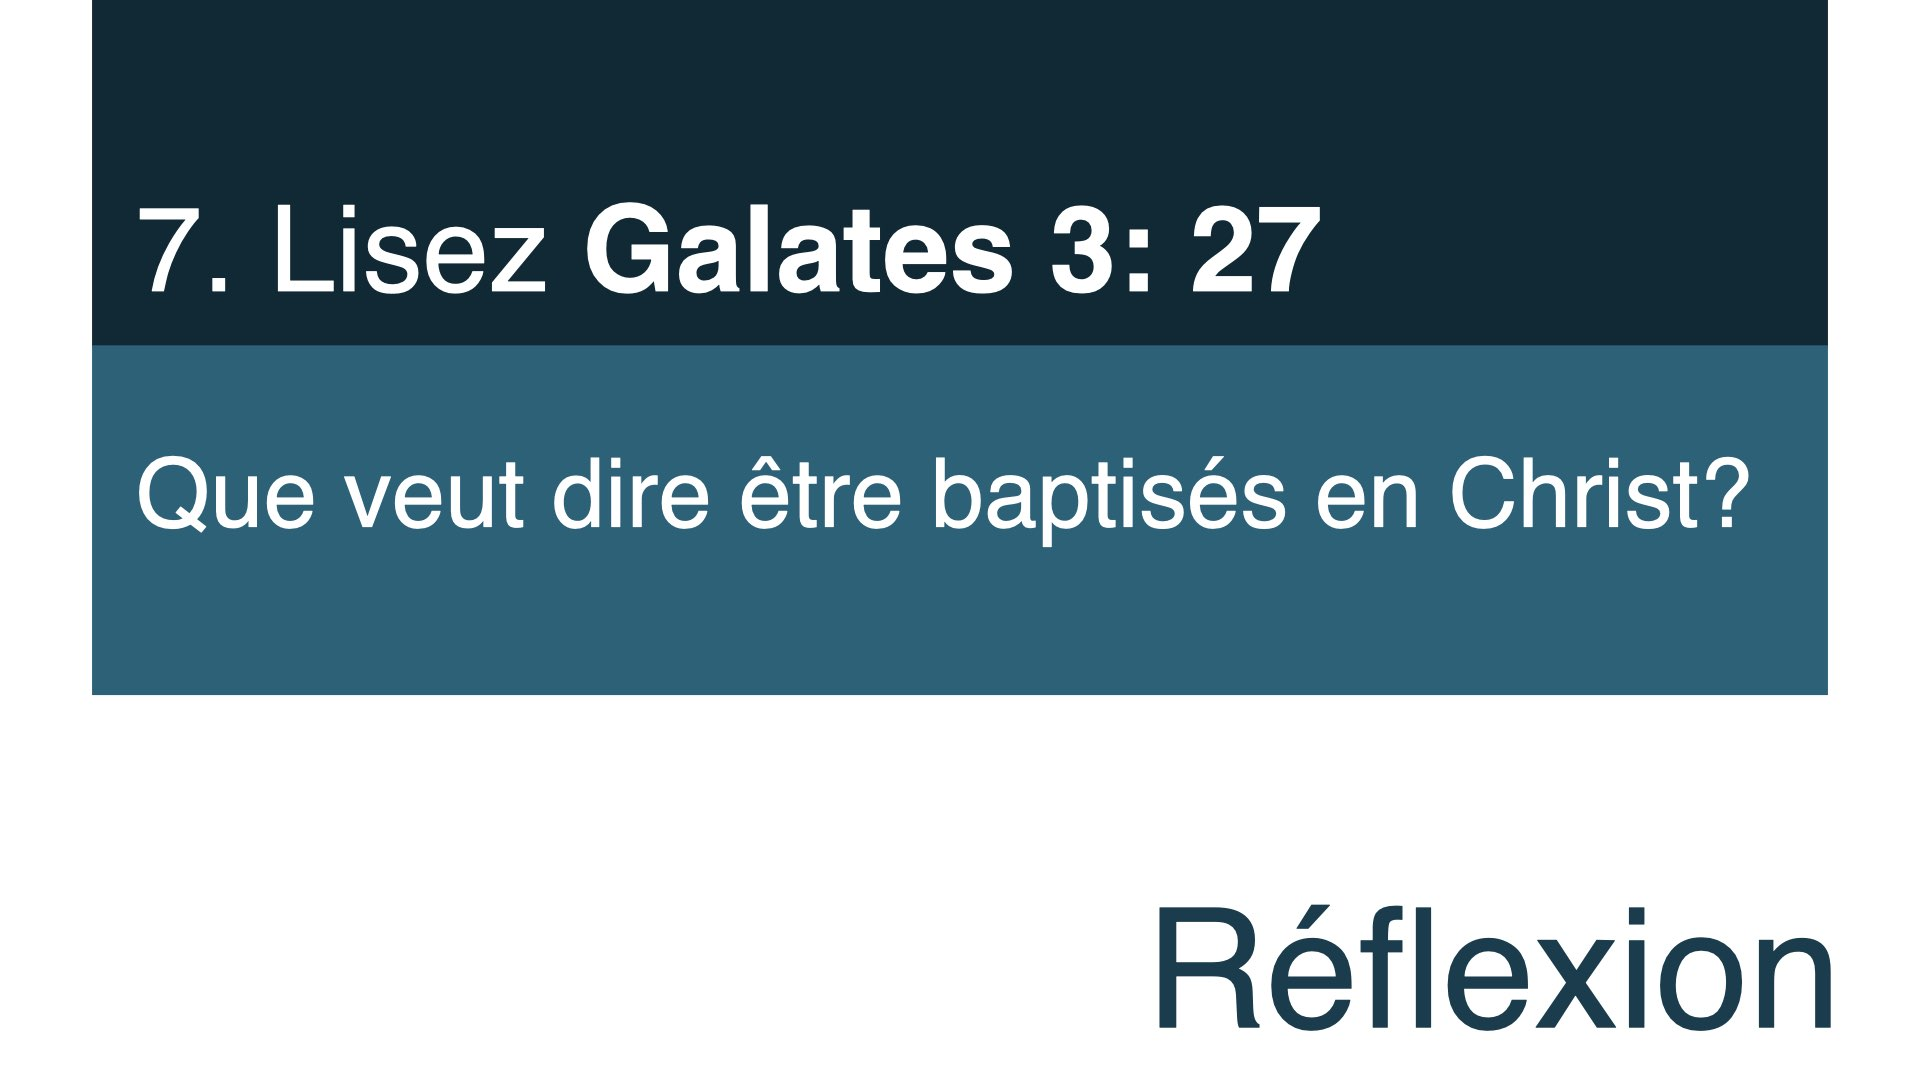 7. Lisez Galates 3: 27
Que veut dire être baptisés en Christ?
Réflexion